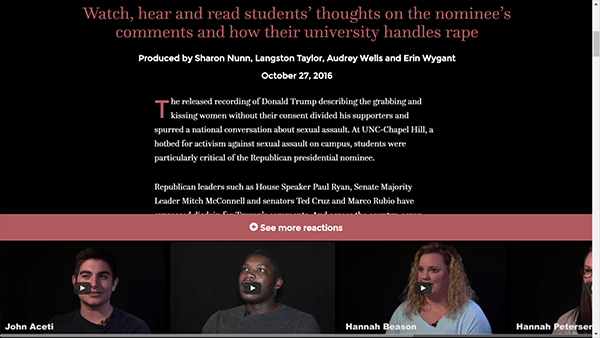 Watch, hear and read students’ thoughts on the nominee’s
comments and how their university handles rape
Produced by Sharon Nunn, Langston Taylor, Audrey Wells and Erin Wygant
October 27, 2016
The released recording of Donald Trump describing the grabbing and
kissing women without their consent divided his supporters and
spurred a national conversation about sexual assault. At UNC-Chapel Hill, a
hotbed for activism against sexual assault on campus, students were
particularly critical of the Republican presidential nominee.
Republican leaders such as House Speaker Paul Ryan, Senate Majority
Leader Mitch McConnell and senators Ted Cruz and Marco Rubio have
See more reactions
John Aceti
Hannah Beason
Hannah Petersen